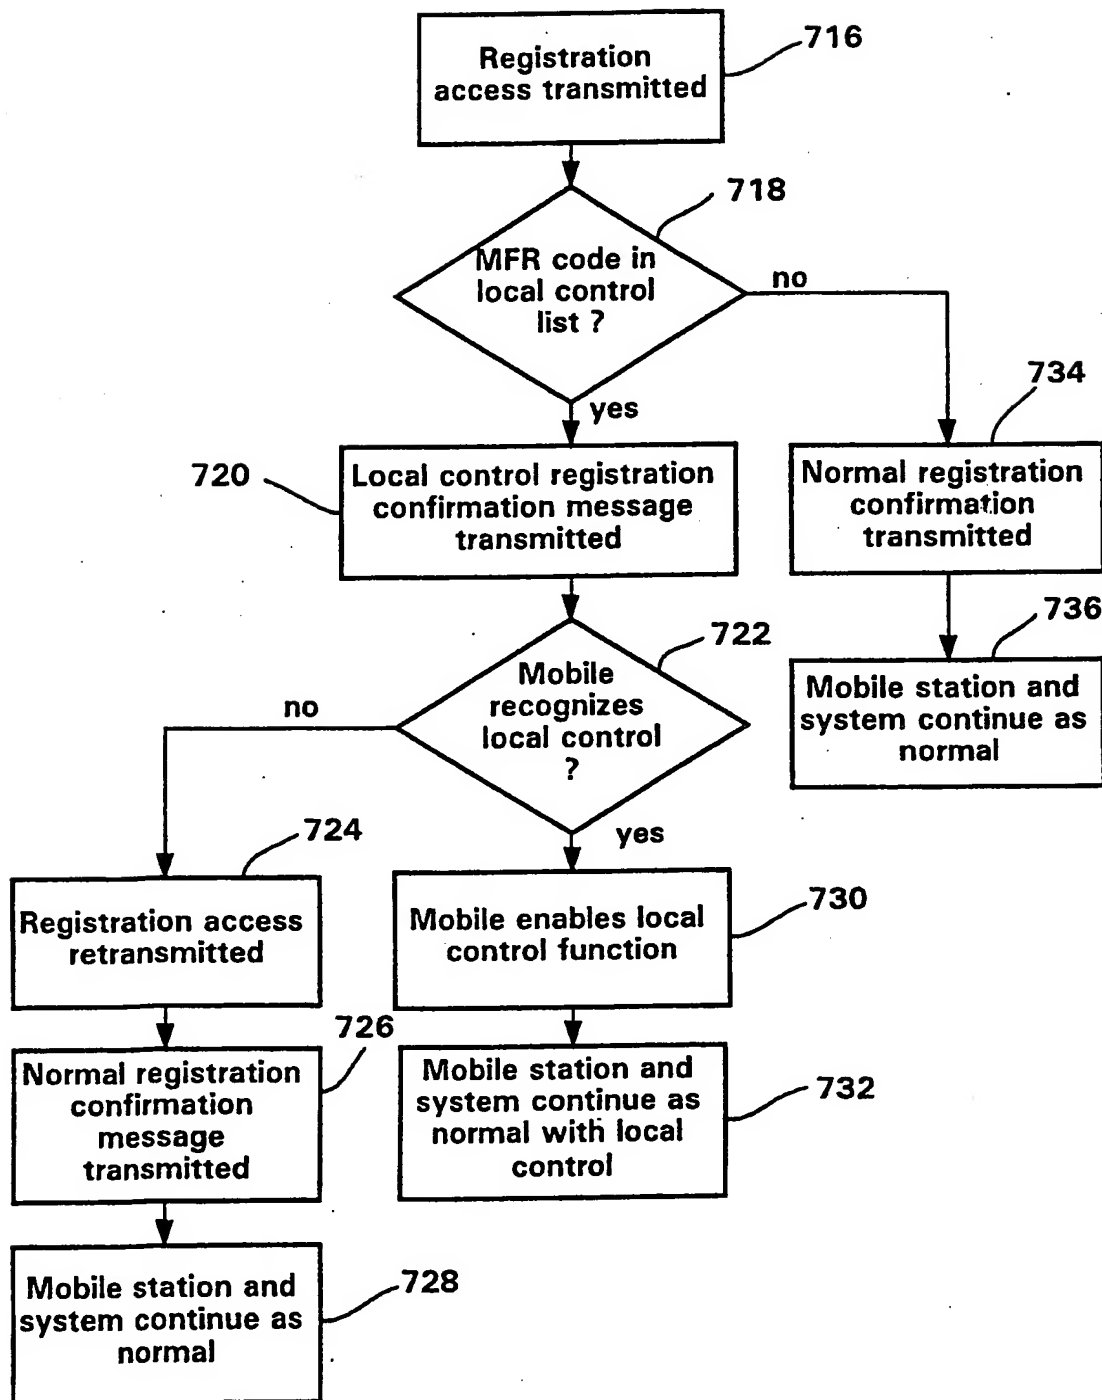 Registration
access transmitted
716
718
MFR code in
local control
list ?
no
yes
734
720
Local control registration
confirmation message
transmitted
Normal registration
confirmation
transmitted
722
736
Mobile
recognizes
local control
?
Mobile station and
system continue as
normal
no
yes
724
Registration access
retransmitted
Mobile enables local
control function
730
726
Normal registration
confirmation
message
transmitted
Mobile station and
system continue as
normal with local
control
732
Mobile station and
system continue as
normal
728